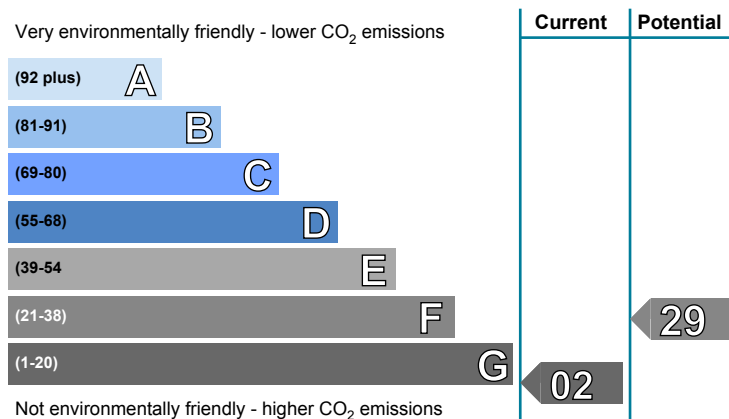 Current Potential
Very environmentally friendly - lower CO2 emissions
(92 plus) A
(81-91) B
(69-80) C
(55-68) D
(39-54 E
(21-38) F
29
(1-20) G
02
Not environmentally friendly - higher CO2 emissions